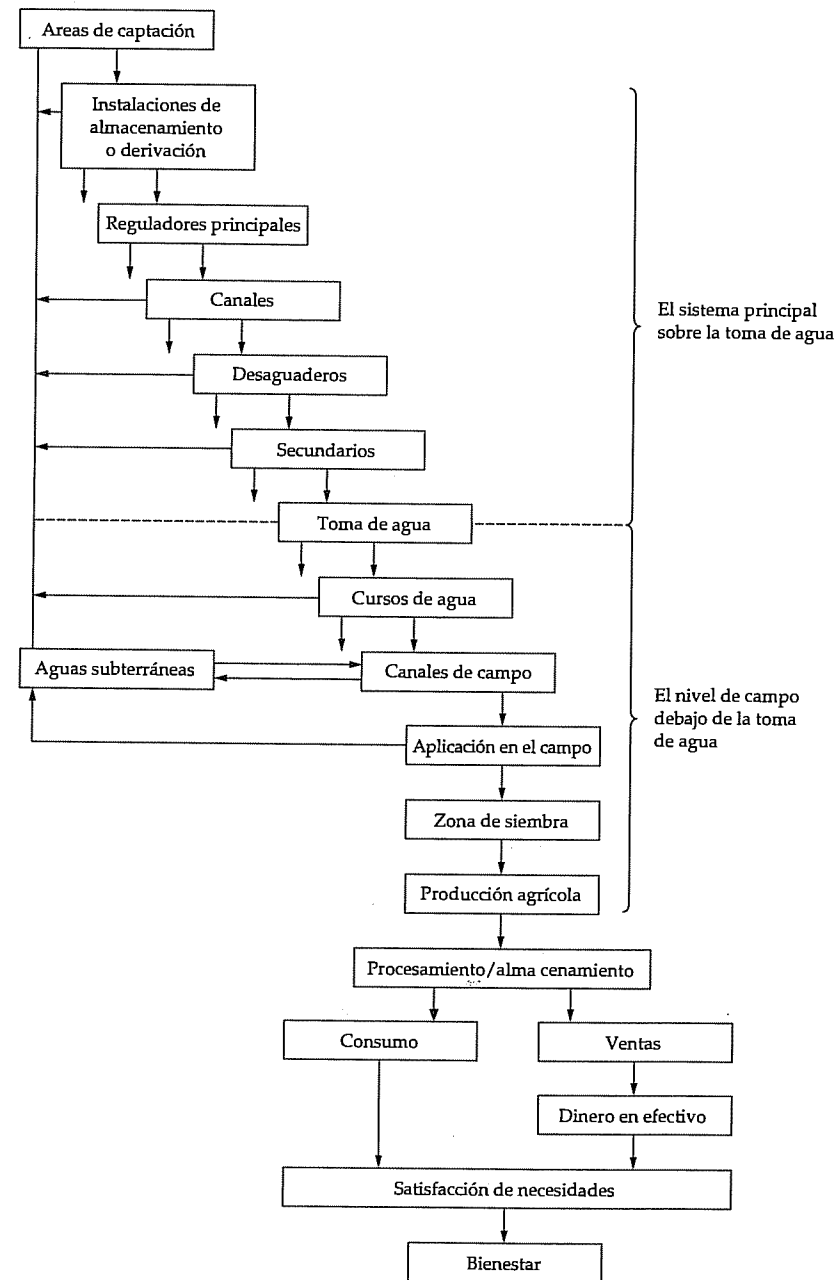 Areas de captación
Instalaciones de
almacenamiento
o derivación
Reguladores principales
Canales
El sistema principal
sobre la toma de agua
Desaguaderos
Secundarios
Toma de agua
Cursos de agua
Aguas subterráneas
Canales de campo
El nivel de campo
debajo de la toma
de agua
Aplicación en el campo
Zona de siembra
Producción agrícola
Procesamiento/alma cenamiento
Consumo
Ventas
Dinero en efectivo
Satisfacción de necesidades
Bienestar